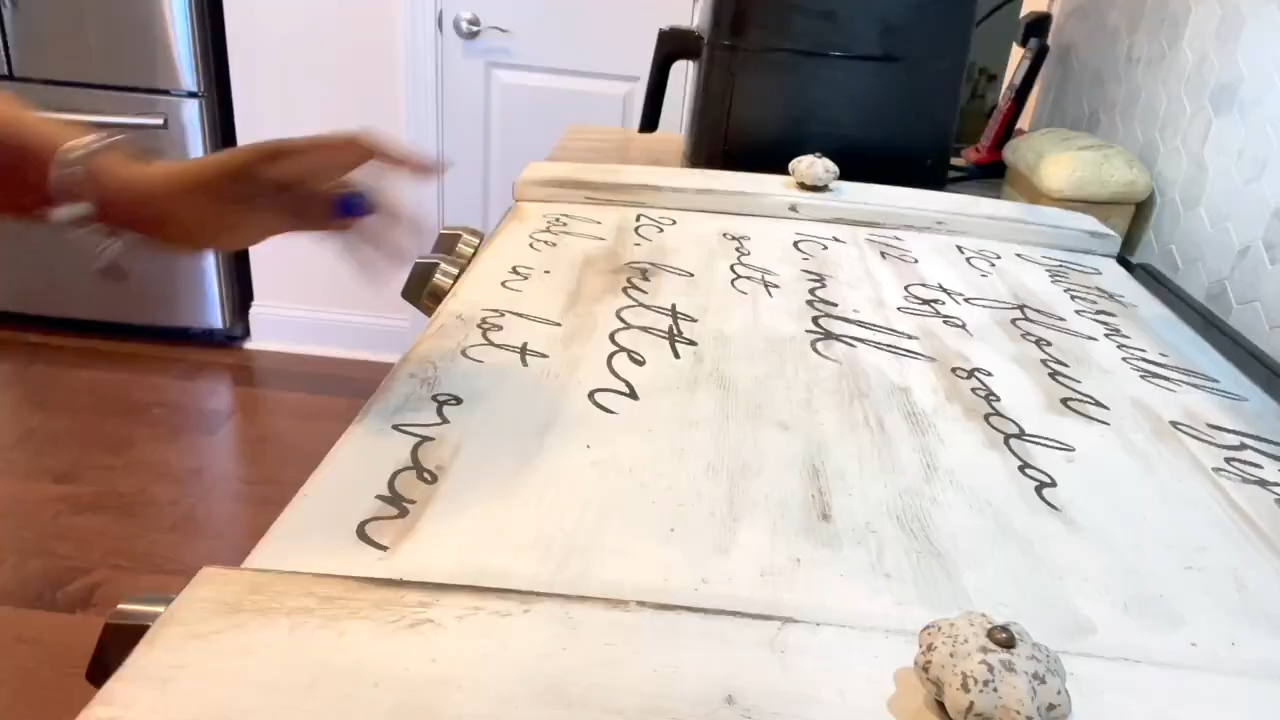 Buttermilk
2c. flour
1/2 tsp soda
1c. milk
salt
2c. butter
bake in hot oven